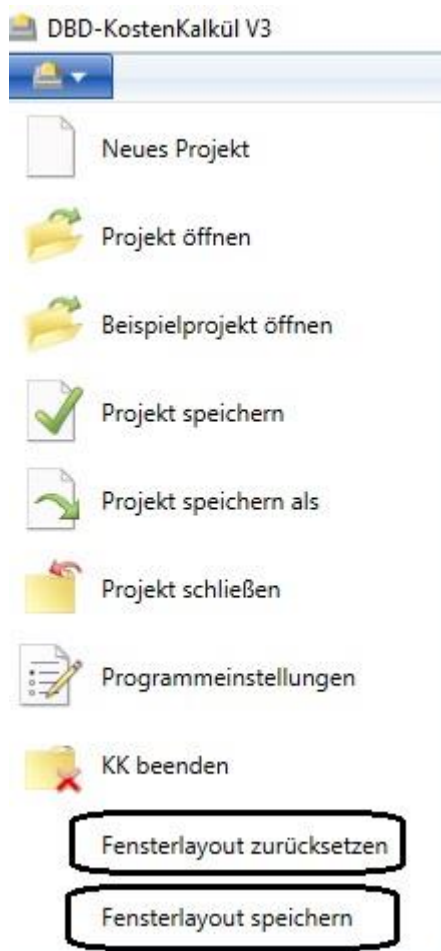 DBD-KostenKalkül V3
Neues Projekt
Projekt öffnen
Beispielprojekt öffnen
Projekt speichern
Projekt speichern als
Projekt schließen
Programmeinstellungen
KK beenden
Fensterlayout zurücksetzen
Fensterlayout speichern